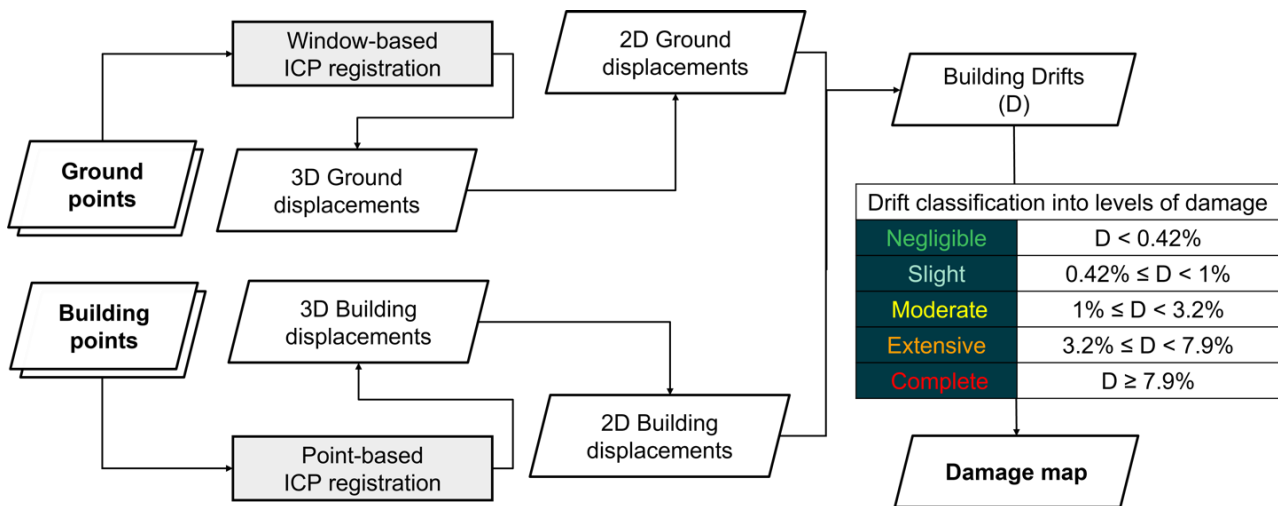 Window-based
ICP registration
2D Ground
displacements
Building Drifts
(D)
Ground
points
3D Ground
displacements
Drift classification into levels of damage
Negligible D < 0.42%
Slight 0.42% ≤ D < 1%
Moderate 1% ≤ D < 3.2%
Extensive 3.2% ≤ D < 7.9%
Complete D ≥ 7.9%
Building
points
3D Building
displacements
2D Building
displacements
Point-based
ICP registration
Damage map